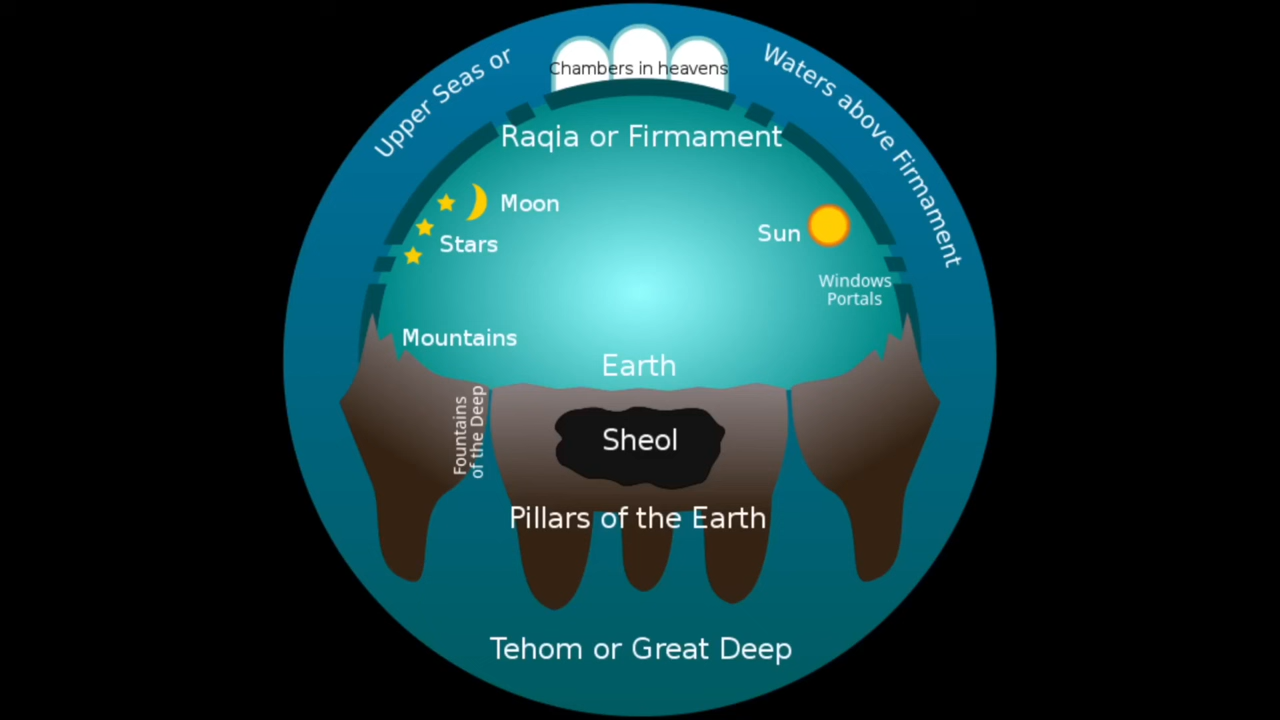 Upper Seas or
Waters above Firmament
Chambers in heavens
Raqia or Firmament
Moon
Stars
Sun
Windows
Portals
Mountains
Earth
Fountains
of the Deep
Sheol
Pillars of the Earth
Tehom or Great Deep